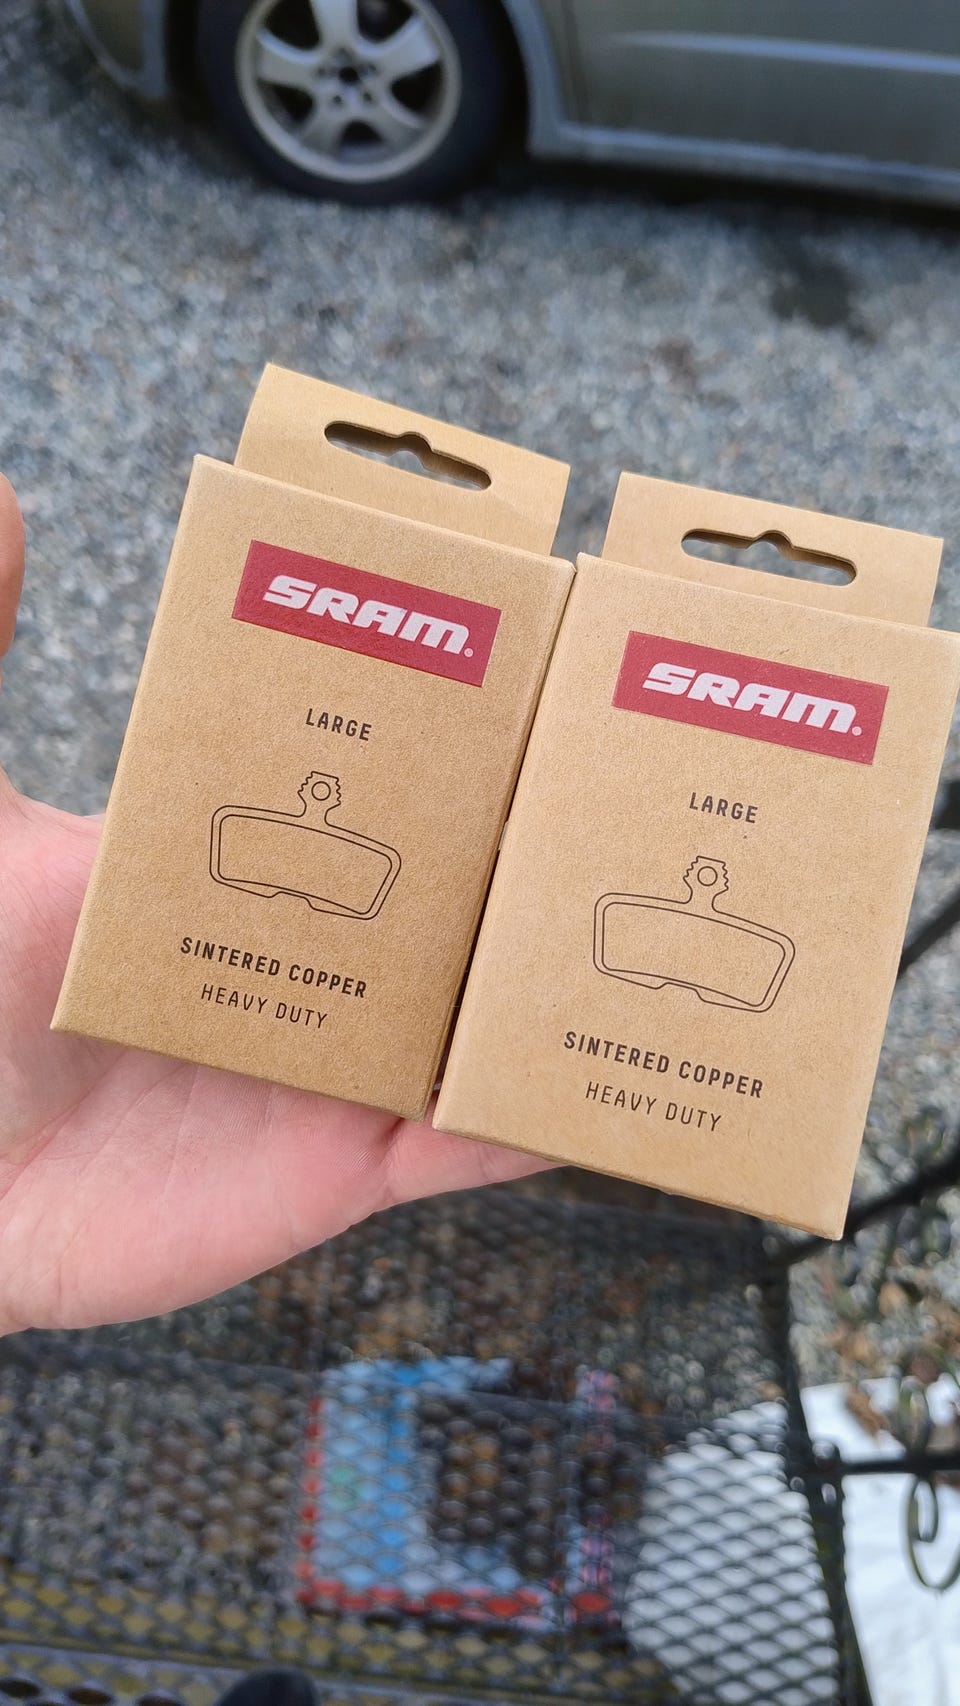 SRAM.
LARGE
SINTERED COPPER
HEAVY DUTY
SRAM.
LARGE
SINTERED COPPER
HEAVY DUTY